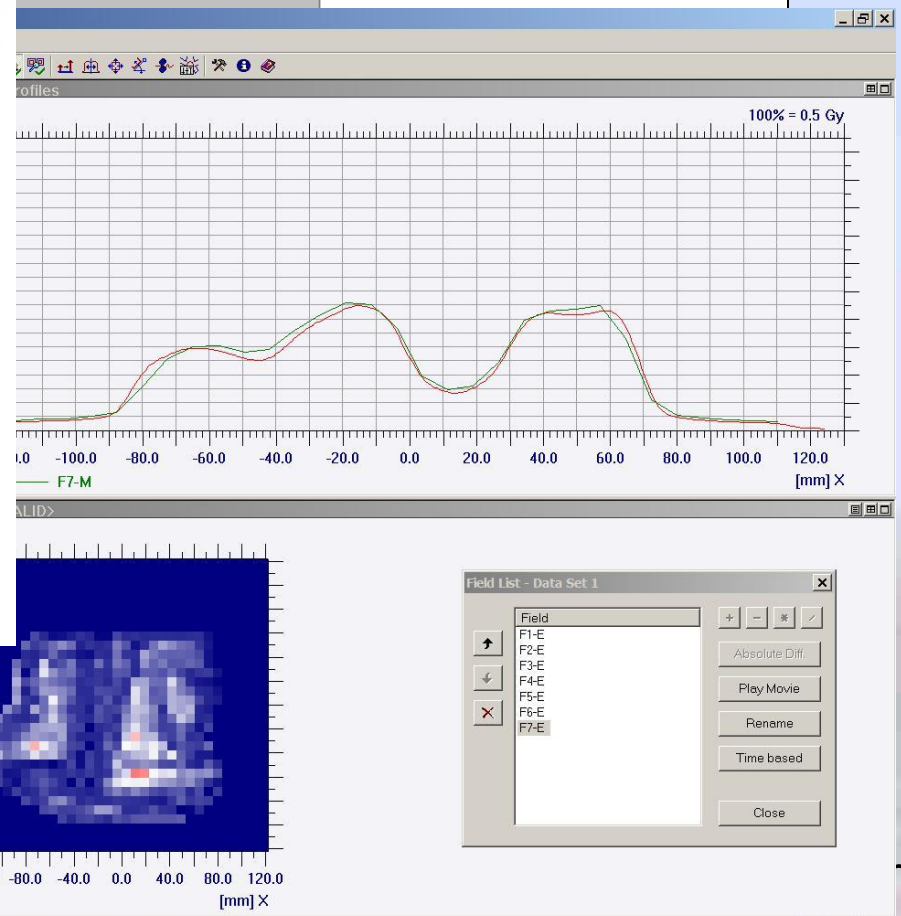 rofiles
100% = 0.5 Gy
.0 -100.0 -80.0 -60.0 -40.0 -20.0 0.0 20.0 40.0 60.0 80.0 100.0 120.0
[mm] X
F7-M
ALID>
Field List - Data Set 1
Field
F1-E
F2-E
F3-E
F4-E
F5-E
F6-E
F7-E
Absolute Diff.
Play Movie
Rename
Time based
Close
-80.0 -40.0 0.0 40.0 80.0 120.0
[mm] X